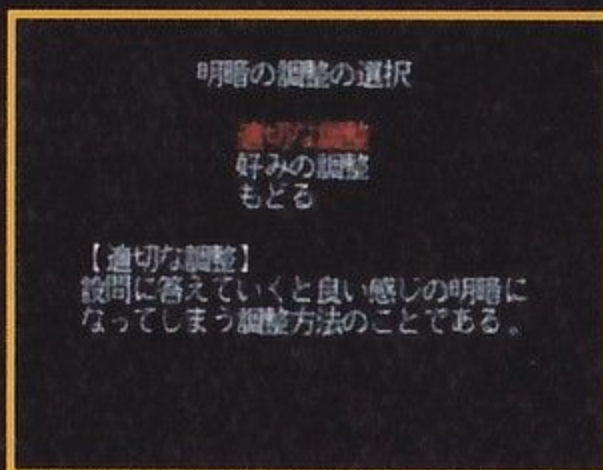 明暗の調整の選択
適切な調整
好みの調整
もどる
【適切な調整】
設問に答えていくと良い感じの明暗に
なってしまう調整方法のことである。